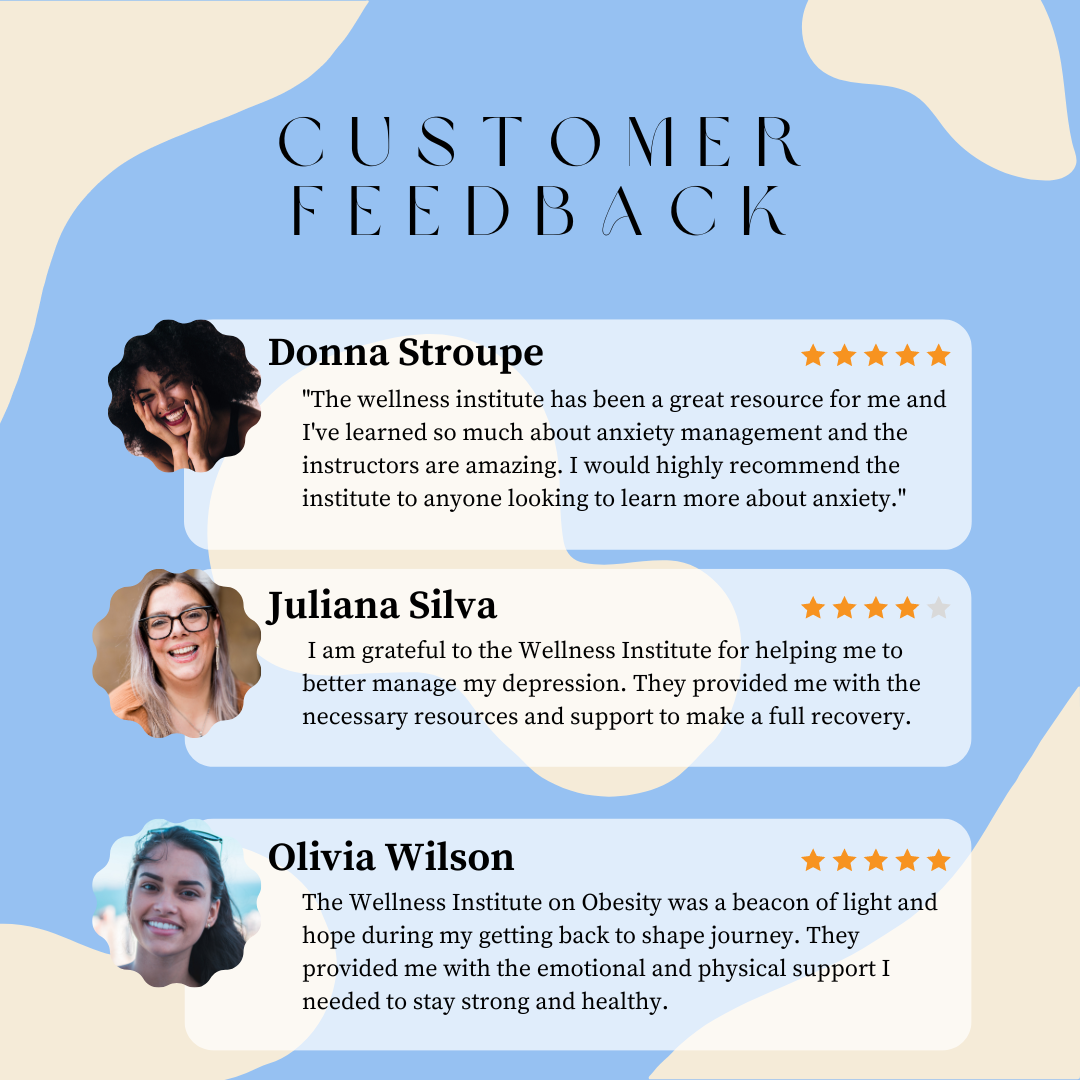 CUSTOMER
FEEDBACK
Donna Stroupe
"The wellness institute has been a great resource for me and
I've learned so much about anxiety management and the
instructors are amazing. I would highly recommend the
institute to anyone looking to learn more about anxiety."
Juliana Silva
I am grateful to the Wellness Institute for helping me to
better manage my depression. They provided me with the
necessary resources and support to make a full recovery.
Olivia Wilson
The Wellness Institute on Obesity was a beacon of light and
hope during my getting back to shape journey. They
provided me with the emotional and physical support I
needed to stay strong and healthy.